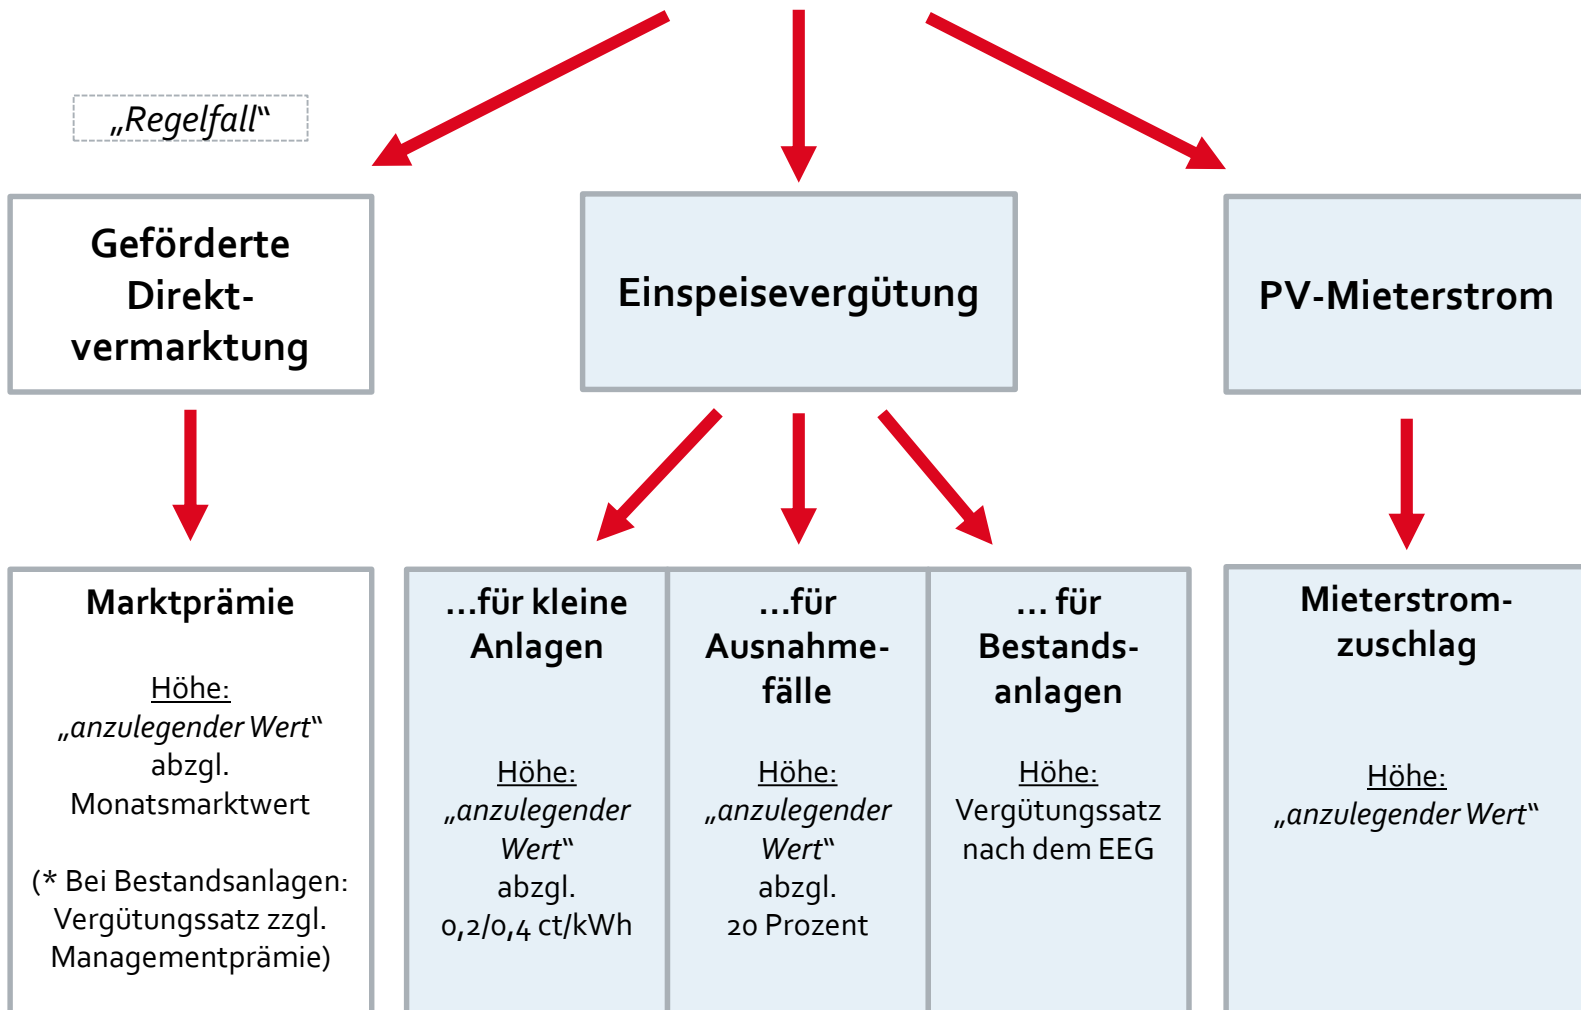 „Regelfall“
Geförderte
Direkt-
vermarktung
Einspeisevergütung
PV-Mieterstrom
Marktprämie
Höhe:
„anzulegender Wert“
abzgl.
Monatsmarktwert
(* Bei Bestandsanlagen:
Vergütungssatz zzgl.
Managementprämie)
...für kleine
Anlagen
Höhe:
„anzulegender
Wert“
abzgl.
0,2/0,4 ct/kWh
...für
Ausnahme-
fälle
Höhe:
„anzulegender
Wert“
abzgl.
20 Prozent
... für
Bestands-
anlagen
Höhe:
Vergütungssatz
nach dem EEG
Mieterstrom-
zuschlag
Höhe:
„anzulegender Wert“